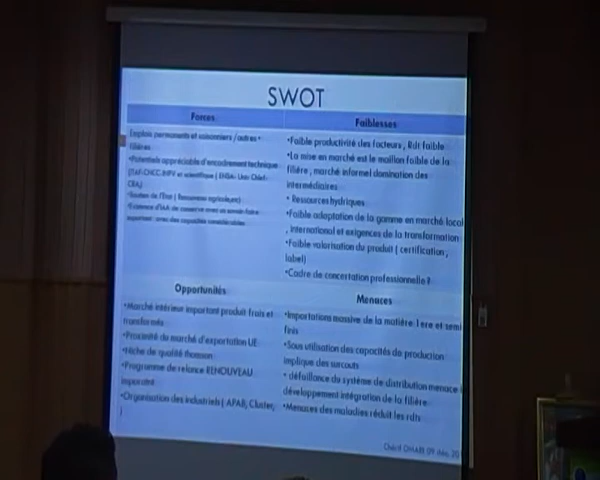 SWOT
Forces
Emplois permanents et saisonniers / autres
filières
•Potentiels appréciable d'encadrement technique
•Soutien de l'Etat ( Renouveau agriculture)
Faiblesses
•Faible productivité des facteurs , Rdt faible
•La mise en marché est le maillon faible de la
filière , marché informel domination des
intermédiaires
• Ressources hydriques
•Faible adaptation de la gamme en marché local
, international et exigences de la transformation
•Faible valorisation du produit ( certification ,
label)
•Cadre de concertation professionnelle ?
Opportunités
•Marché intérieur important produit frais et
transformés
•Proximité du marché d'exportation UE
•Niche de qualité thomson
•Programme de relance RENOUVEAU
important
•Organisation des industriels ( APAB, Cluster,
)
Menaces
•Importations massive de la matière 1ere et semi
finis
•Sous utilisation des capacités de production
implique des surcouts
• défaillance du système de distribution menace
développement intégration de la filière
•Menaces des maladies réduit les rdts